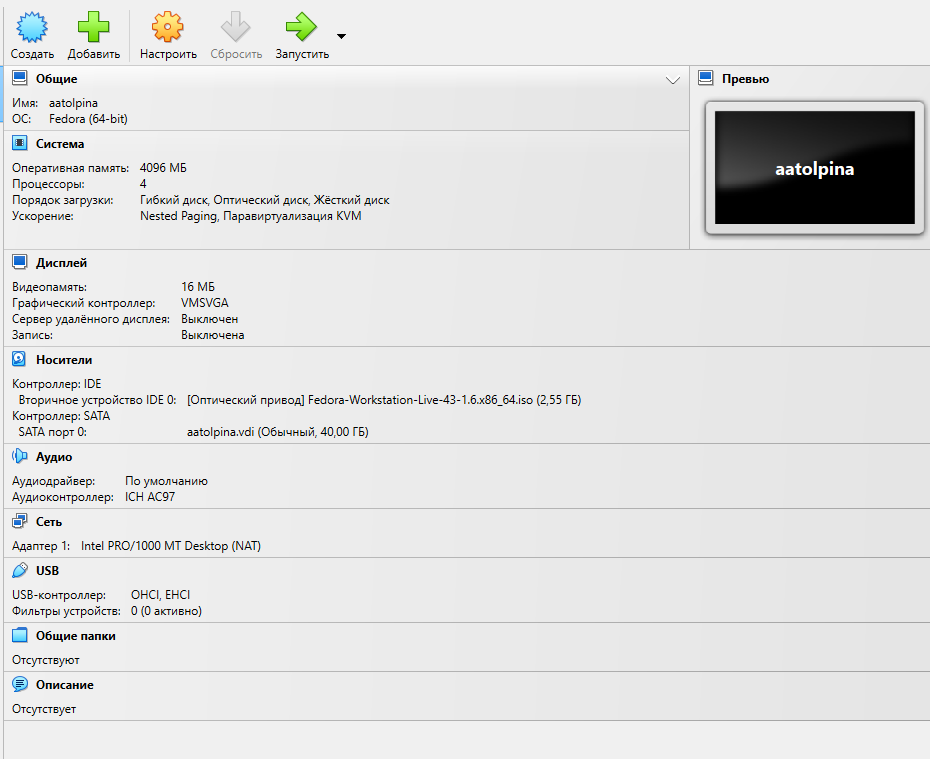 Создать Добавить Настроить Сбросить Запустить
Общие
Имя: aatolpina
ОС: Fedora (64-bit)
Система
Оперативная память: 4096 МБ
Процессоры: 4
Порядок загрузки: Гибкий диск, Оптический диск, Жёсткий диск
Ускорение: Nested Paging, Паравиртуализация KVM
Превью
aatolpina
Дисплей
Видеопамять: 16 МБ
Графический контроллер: VMSVGA
Сервер удалённого дисплея: Выключен
Запись: Выключена
Носители
Контроллер: IDE
Вторичное устройство IDE 0: [Оптический привод] Fedora-Workstation-Live-43-1.6.x86_64.iso (2,55 ГБ)
Контроллер: SATA
SATA порт 0: aatolpina.vdi (Обычный, 40,00 ГБ)
Аудио
Аудиодрайвер: По умолчанию
Аудиоконтроллер: ICH AC97
Сеть
Адаптер 1: Intel PRO/1000 MT Desktop (NAT)
USB
USB-контроллер: OHCI, EHCI
Фильтры устройств: 0 (0 активно)
Общие папки
Отсутствуют
Описание
Отсутствует